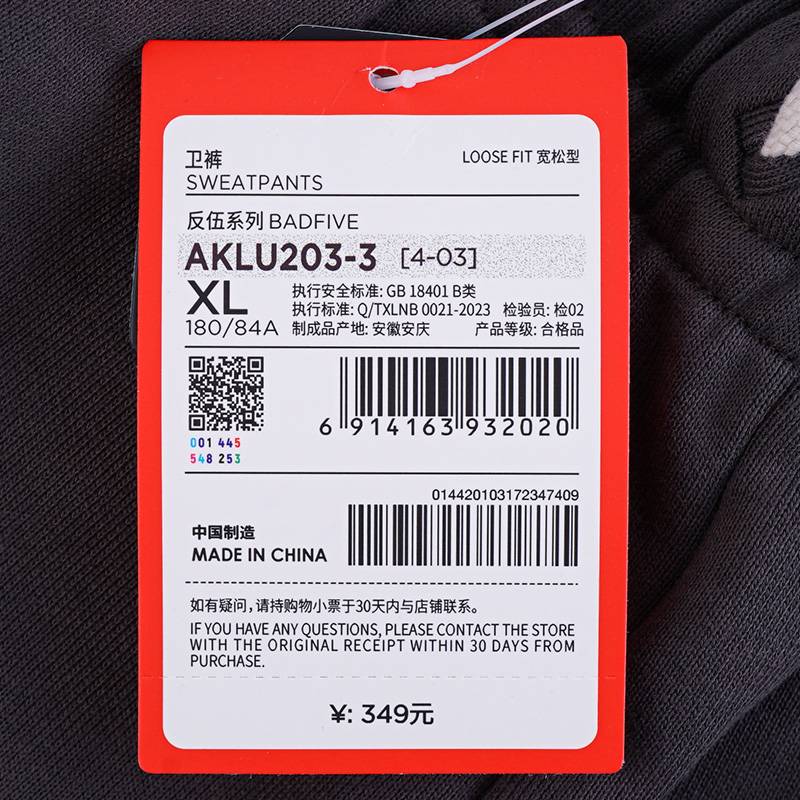 卫裤
SWEATPANTS
LOOSE FIT 宽松型
反伍系列 BADFIVE
AKLU203-3 [4-03]
XL
180/84A
执行安全标准: GB 18401 B类
执行标准: Q/TXLNB 0021-2023 检验员: 检02
制成品产地: 安徽安庆 产品等级: 合格品
001 445
548 253
6 914163 932020
014420103172347409
中国制造
MADE IN CHINA
如有疑问，请持购物小票于30天内与店铺联系。
IF YOU HAVE ANY QUESTIONS, PLEASE CONTACT THE STORE
WITH THE ORIGINAL RECEIPT WITHIN 30 DAYS FROM
PURCHASE.
¥: 349元